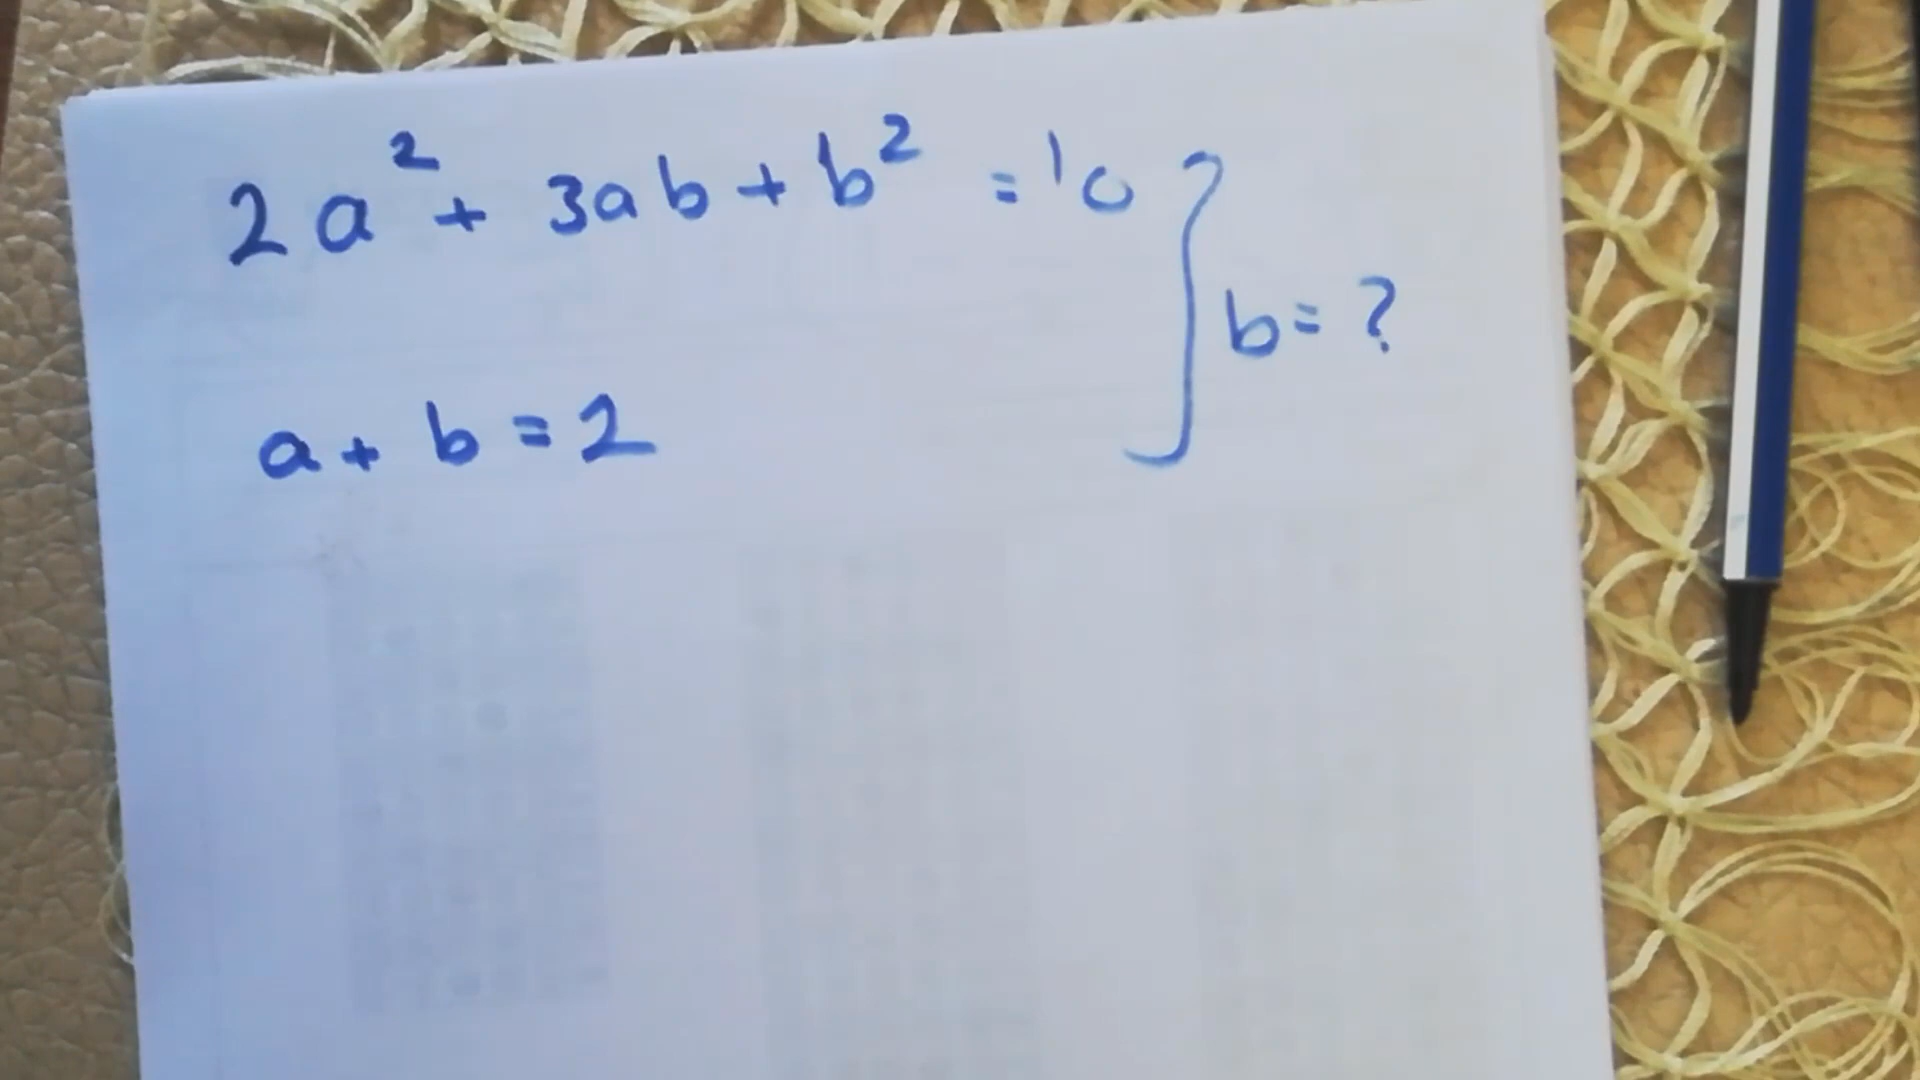 2a² + 3ab + b² = 10
b = ?
a + b = 2